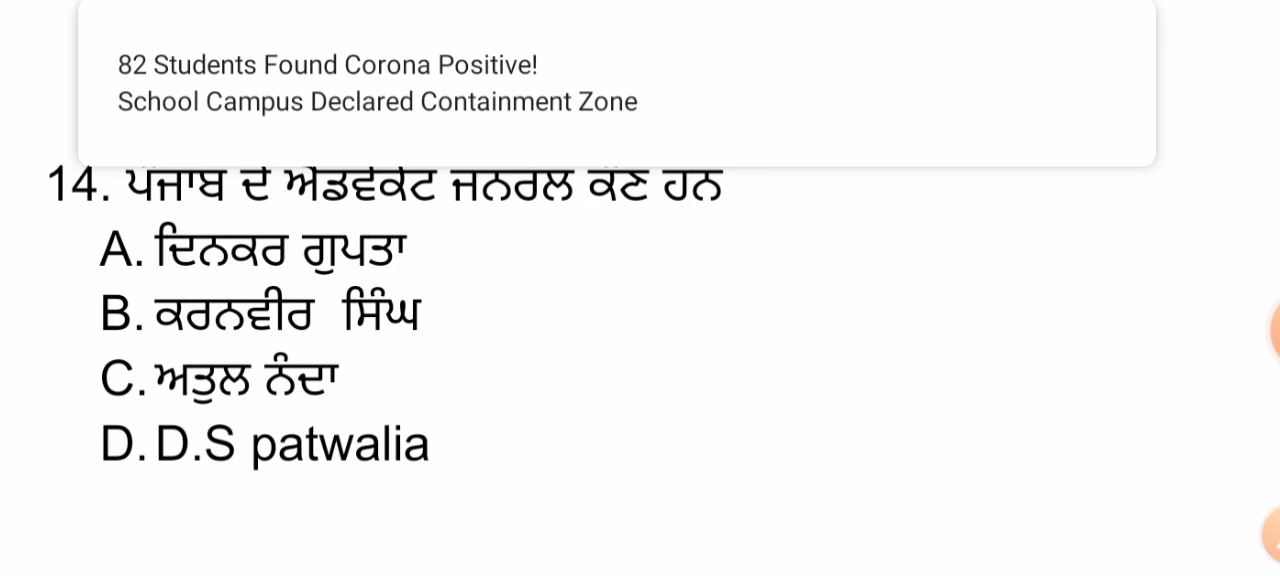 82 Students Found Corona Positive!
School Campus Declared Containment Zone
14. ਪੰਜਾਬ ਦੇ ਐਡਵੋਕੇਟ ਜਨਰਲ ਕੌਣ ਹਨ
A. ਦਿਨਕਰ ਗੁਪਤਾ
B. ਕਰਨਵੀਰ ਸਿੰਘ
C. ਅਤੁਲ ਨੰਦਾ
D. D.S patwalia